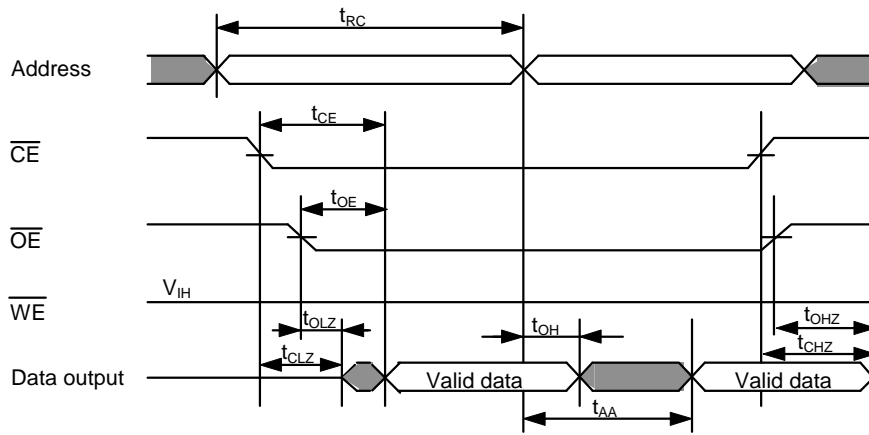 tRC
Address
tCE
CE
tOE
OE
VIH
WE
tOLZ
tOH
tOHZ
tCLZ
tCHZ
Data output
Valid data
Valid data
tAA